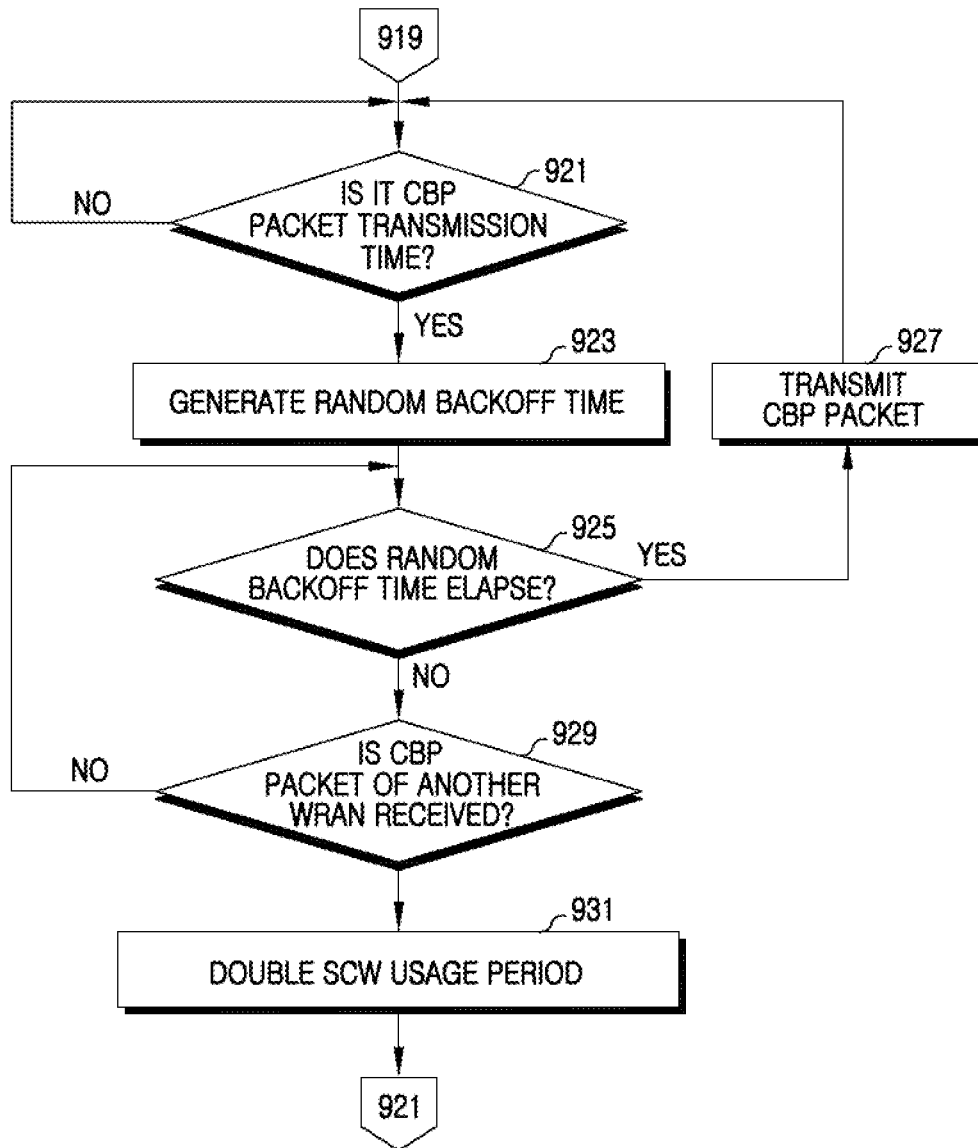 919
921
IS IT CBP
PACKET TRANSMISSION
TIME?
NO
YES
923
GENERATE RANDOM BACKOFF TIME
927
TRANSMIT
CBP PACKET
925
DOES RANDOM
BACKOFF TIME ELAPSE?
YES
NO
929
IS CBP
PACKET OF ANOTHER
WRAN RECEIVED?
NO
931
DOUBLE SCW USAGE PERIOD
921